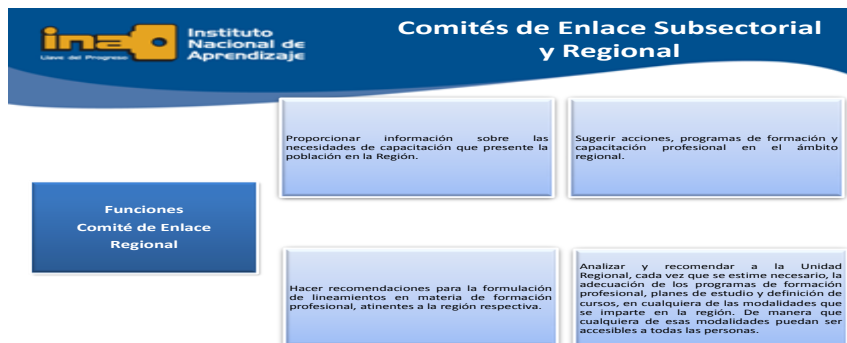 ina
Llave del Progreso
Instituto
Nacional de
Aprendizaje
Comités de Enlace Subsectorial
y Regional
Funciones
Comité de Enlace
Regional
Proporcionar información sobre las
necesidades de capacitación que presente la
población en la Región.
Sugerir acciones, programas de formación y
capacitación profesional en el ámbito
regional.
Hacer recomendaciones para la formulación
de lineamientos en materia de formación
profesional, atinentes a la región respectiva.
Analizar y recomendar a la Unidad
Regional, cada vez que se estime necesario, la
adecuación de los programas de formación
profesional, planes de estudio y definición de
cursos, en cualquiera de las modalidades que
se imparte en la región. De manera que
cualquiera de esas modalidades puedan ser
accesibles a todas las personas.